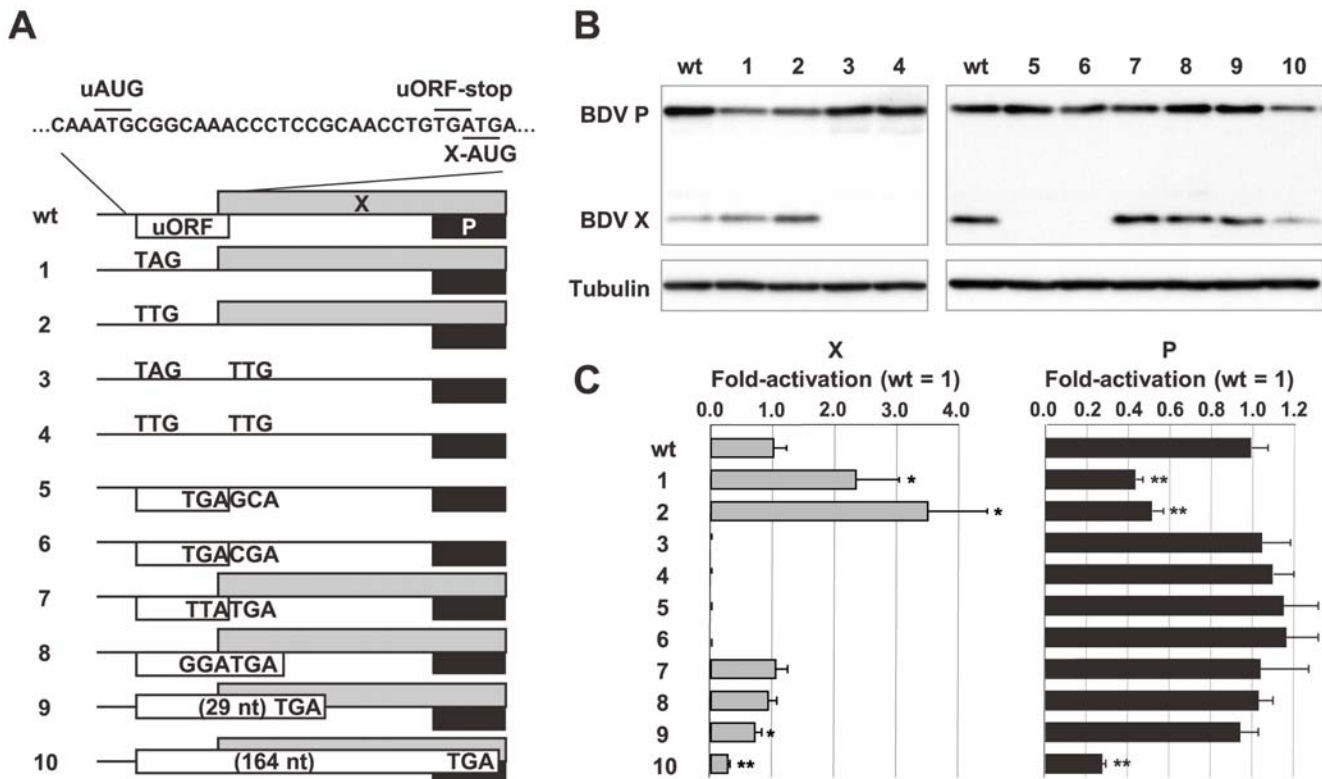 A
uAUG
uORF-stop
...CAAATGCGGCAAACCCTCCGCAACCTGTGATGA...
X-AUG
wt
X
uORF
P
1
TAG
2
TTG
3
TAG TTG
4
TTG TTG
5
TGAGCA
6
TGACGA
7
TTATGA
8
GGATGA
9
(29 nt) TGA
10
(164 nt) TGA
B
wt 1 2 3 4
wt 5 6 7 8 9 10
BDV P
BDV X
Tubulin
C
X
Fold-activation (wt = 1)
0.0 1.0 2.0 3.0 4.0
wt
1 *
2 *
3
4
5
6
7
8
9 *
10 **
P
Fold-activation (wt = 1)
0.0 0.2 0.4 0.6 0.8 1.0 1.2
**
**
**